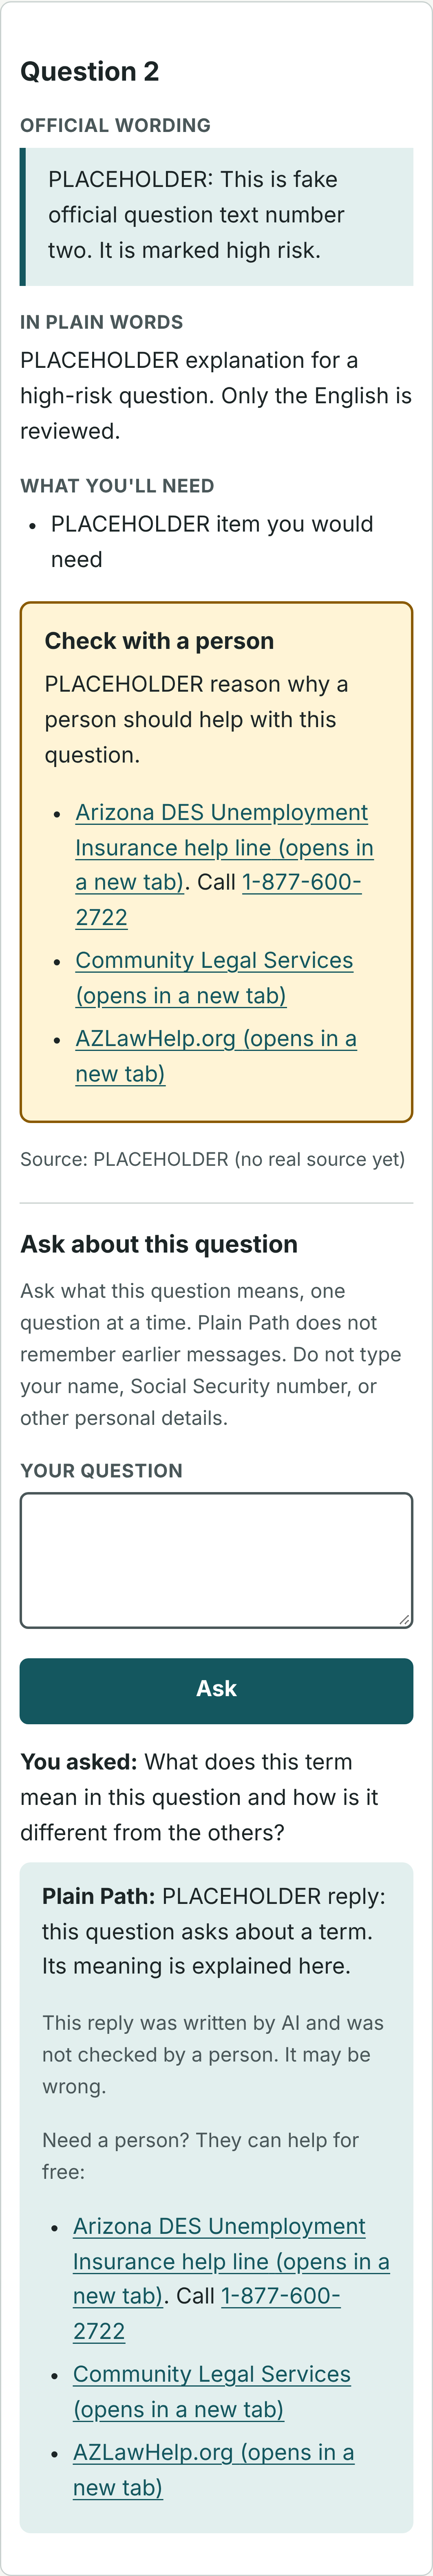 Question 2
OFFICIAL WORDING
PLACEHOLDER: This is fake
official question text number
two. It is marked high risk.
IN PLAIN WORDS
PLACEHOLDER explanation for a
high-risk question. Only the English is
reviewed.
WHAT YOU'LL NEED
• PLACEHOLDER item you would
need
Check with a person
PLACEHOLDER reason why a
person should help with this
question.
• Arizona DES Unemployment
Insurance help line (opens in
a new tab). Call 1-877-600-
2722
• Community Legal Services
(opens in a new tab)
• AZLawHelp.org (opens in a
new tab)
Source: PLACEHOLDER (no real source yet)
Ask about this question
Ask what this question means, one
question at a time. Plain Path does not
remember earlier messages. Do not type
your name, Social Security number, or
other personal details.
YOUR QUESTION
Ask
You asked: What does this term
mean in this question and how is it
different from the others?
Plain Path: PLACEHOLDER reply:
this question asks about a term.
Its meaning is explained here.
This reply was written by AI and was
not checked by a person. It may be
wrong.
Need a person? They can help for
free:
• Arizona DES Unemployment
Insurance help line (opens in a
new tab). Call 1-877-600-
2722
• Community Legal Services
(opens in a new tab)
• AZLawHelp.org (opens in a
new tab)